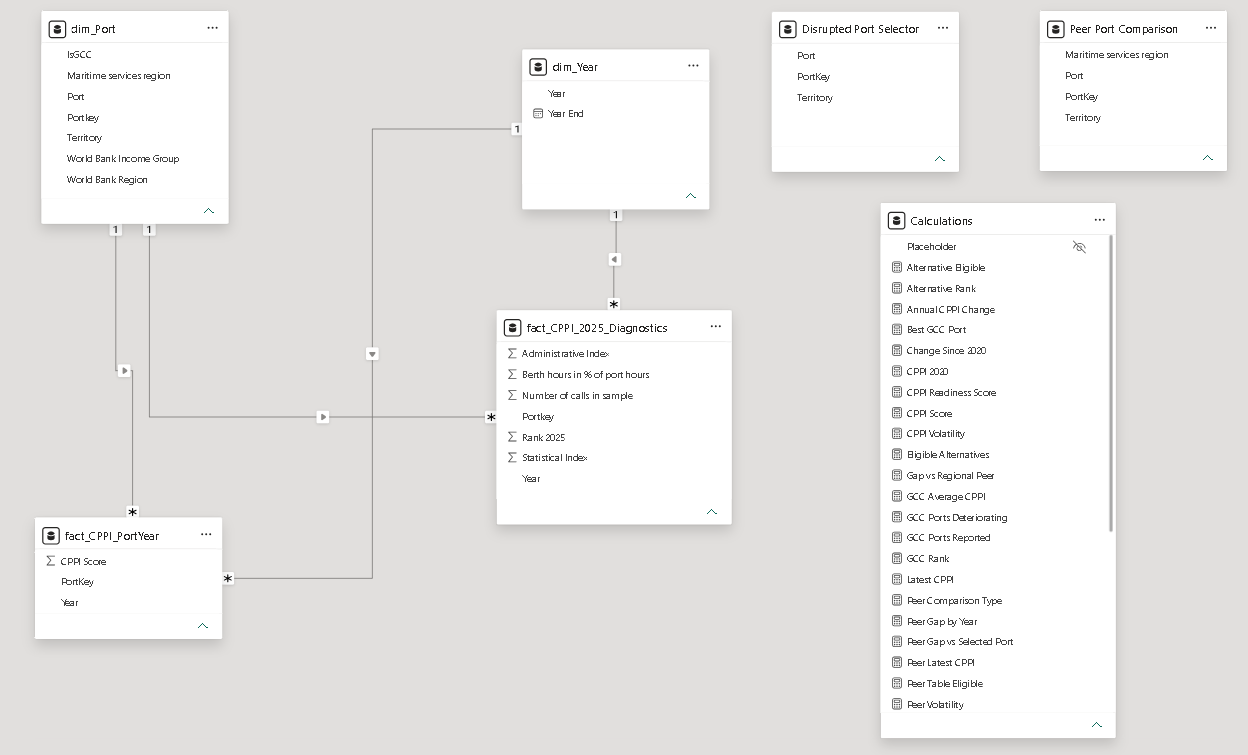 dim_Port
IsGCC
Maritime services region
Port
Portkey
Territory
World Bank Income Group
World Bank Region
1
1
dim_Year
Year
Year End
1
1
Disrupted Port Selector
Port
PortKey
Territory
Peer Port Comparison
Maritime services region
Port
PortKey
Territory
*
fact_CPPI_2025_Diagnostics
Administrative Index
Berth hours in % of port hours
Number of calls in sample
Portkey
Rank 2025
Statistical Index
Year
*
*
fact_CPPI_PortYear
CPPI Score
PortKey
Year
*
Calculations
Placeholder
Alternative Eligible
Alternative Rank
Annual CPPI Change
Best GCC Port
Change Since 2020
CPPI 2020
CPPI Readiness Score
CPPI Score
CPPI Volatility
Eligible Alternatives
Gap vs Regional Peer
GCC Average CPPI
GCC Ports Deteriorating
GCC Ports Reported
GCC Rank
Latest CPPI
Peer Comparison Type
Peer Gap by Year
Peer Gap vs Selected Port
Peer Latest CPPI
Peer Table Eligible
Peer Volatility